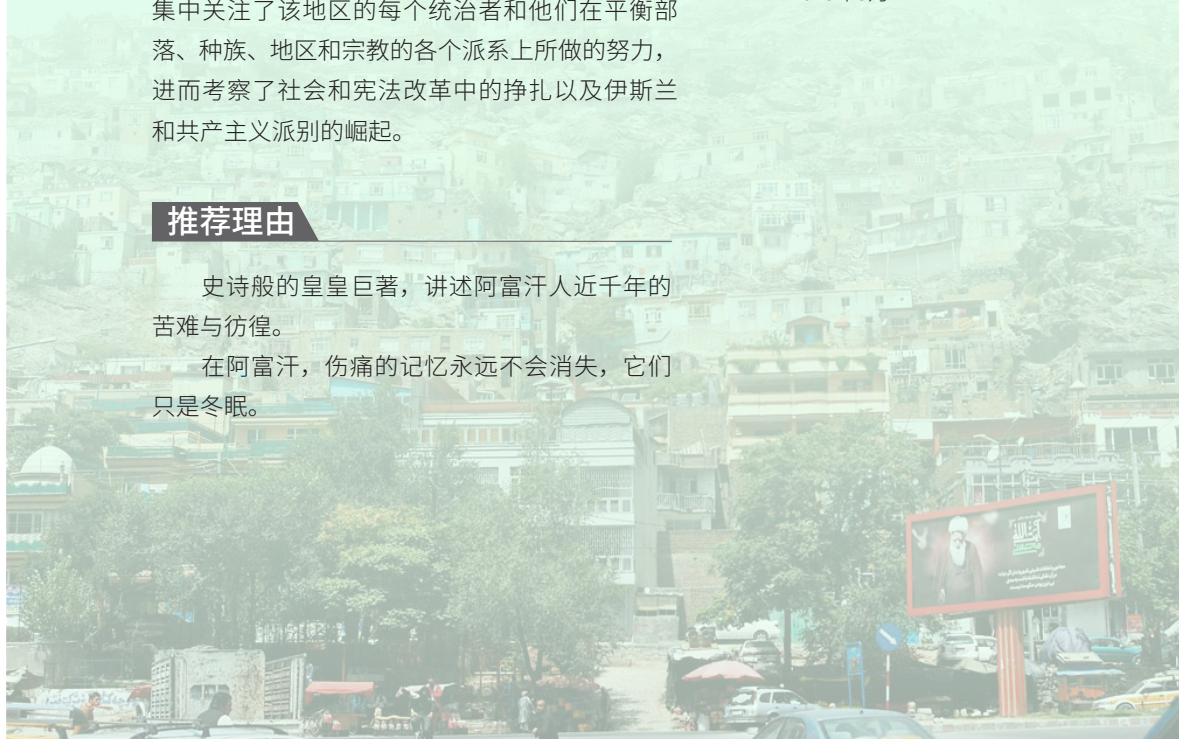 集中关注了该地区的每个统治者和他们在平衡部
落、种族、地区和宗教的各个派系上所做的努力，
进而考察了社会和宪法改革中的挣扎以及伊斯兰
和共产主义派别的崛起。
推荐理由
史诗般的皇皇巨著，讲述阿富汗人近千年的
苦难与彷徨。
在阿富汗，伤痛的记忆永远不会消失，它们
只是冬眠。